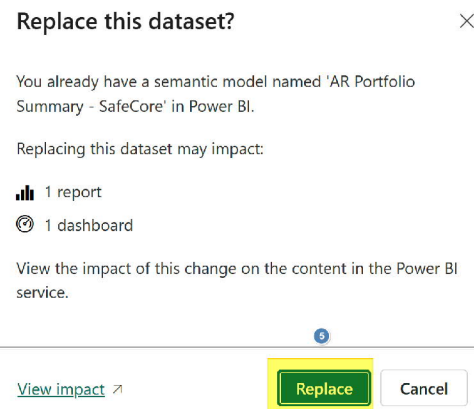 Replace this dataset?
You already have a semantic model named 'AR Portfolio
Summary - SafeCore' in Power BI.
Replacing this dataset may impact:
1 report
1 dashboard
View the impact of this change on the content in the Power BI
service.
5
View impact Replace Cancel